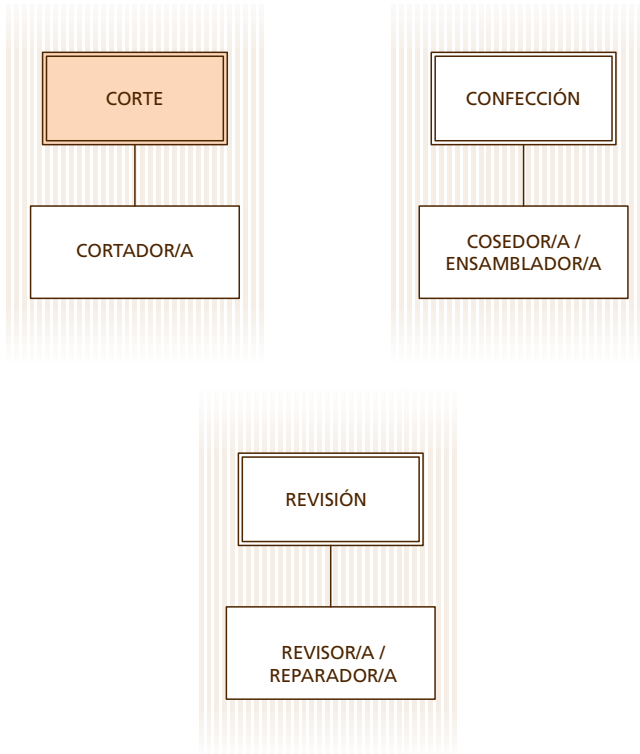 CORTE
CORTADOR/A
CONFECCIÓN
COSEDOR/A /
ENSAMBLADOR/A
REVISIÓN
REVISOR/A /
REPARADOR/A